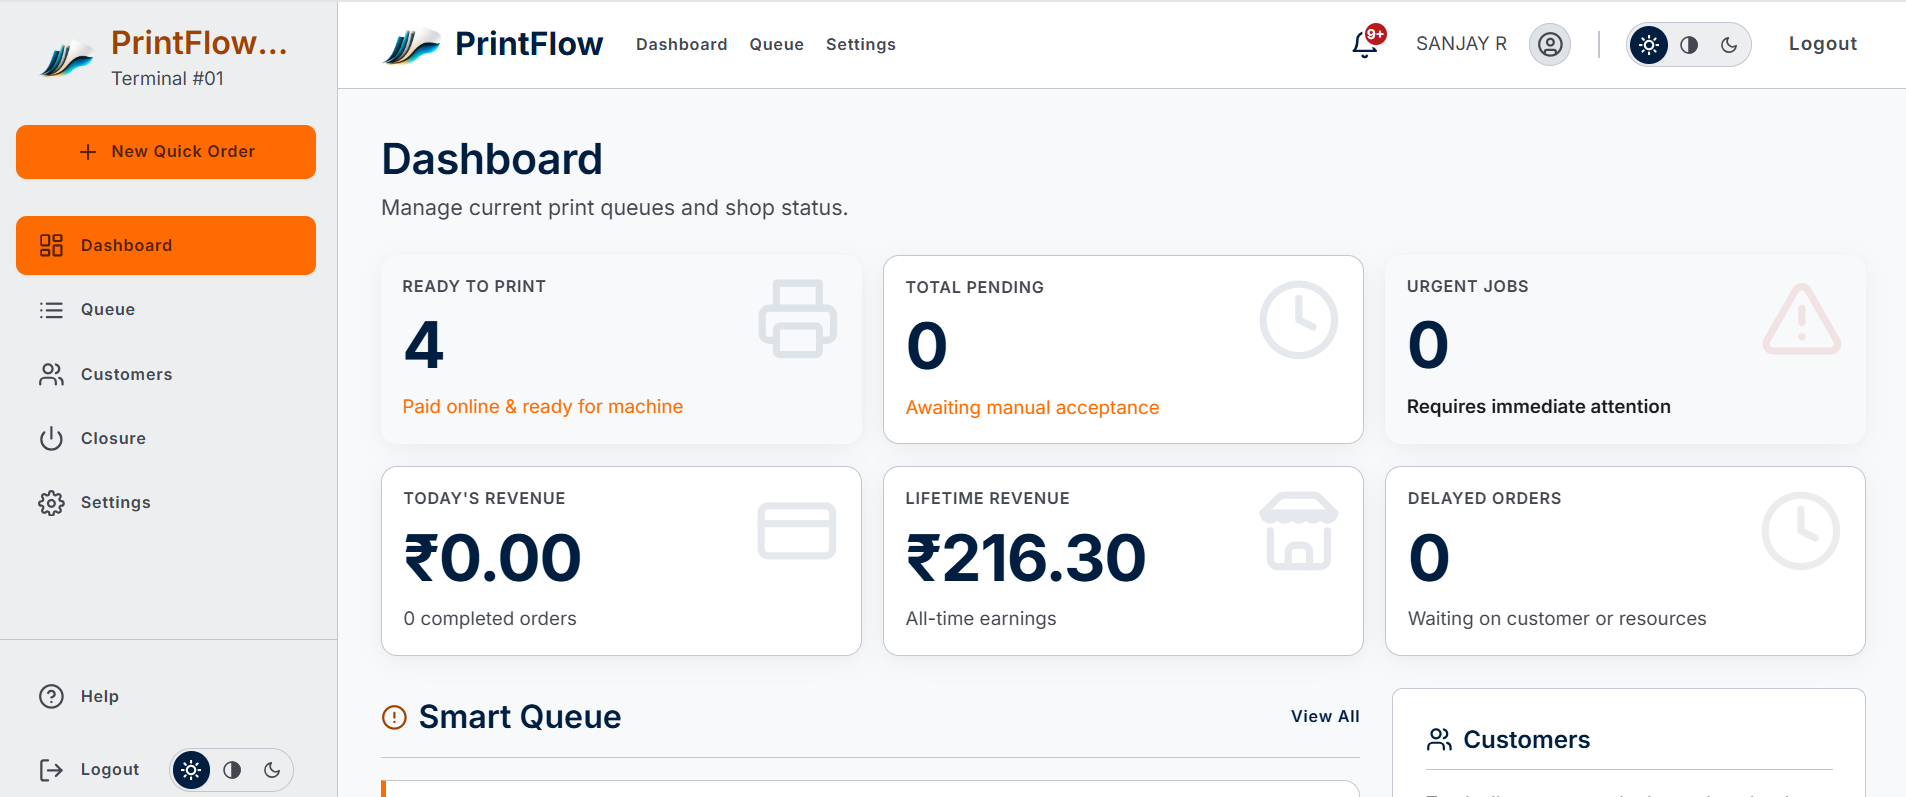 PrintFlow...
Terminal #01
New Quick Order
Dashboard
Queue
Customers
Closure
Settings
Help
Logout
PrintFlow
Dashboard
Queue
Settings
9+
SANJAY R
Logout
Dashboard
Manage current print queues and shop status.
READY TO PRINT
4
Paid online & ready for machine
TOTAL PENDING
0
Awaiting manual acceptance
URGENT JOBS
0
Requires immediate attention
TODAY'S REVENUE
₹0.00
0 completed orders
LIFETIME REVENUE
₹216.30
All-time earnings
DELAYED ORDERS
0
Waiting on customer or resources
Smart Queue
View All
Customers